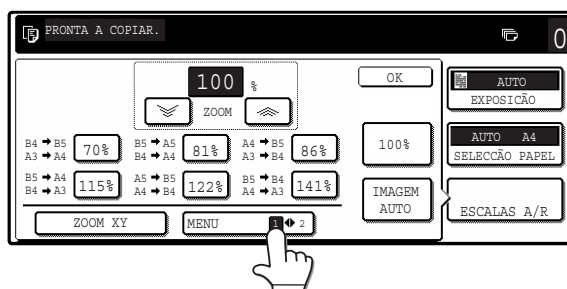 PRONTA A COPIAR.
0
100 %
ZOOM
OK
AUTO
EXPOSICÃO
B4 → B5
A3 → A4
70%
B5 → A5
B4 → A4
81%
A4 → B5
A3 → B4
86%
100%
AUTO A4
SELECCÃO PAPEL
B5 → A4
B4 → A3
115%
A5 → B5
A4 → B4
122%
B5 → B4
A4 → A3
141%
IMAGEM
AUTO
ESCALAS A/R
ZOOM XY
MENU
1 2